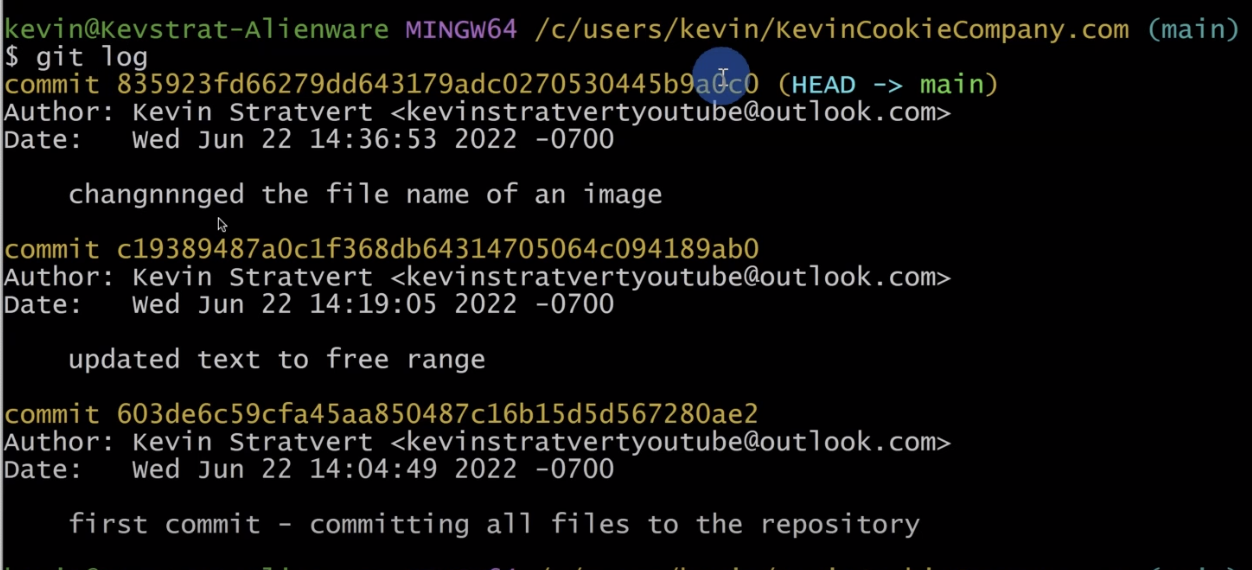 kevin@Kevstrat-Alienware MINGW64 /c/users/kevin/KevinCookieCompany.com (main)
$ git log
commit 835923fd66279dd643179adc0270530445b9a0c0 (HEAD -> main)
Author: Kevin Stratvert <kevinstratvertyoutube@outlook.com>
Date:   Wed Jun 22 14:36:53 2022 -0700
changnnnged the file name of an image
commit c19389487a0c1f368db64314705064c094189ab0
Author: Kevin Stratvert <kevinstratvertyoutube@outlook.com>
Date:   Wed Jun 22 14:19:05 2022 -0700
updated text to free range
commit 603de6c59cfa45aa850487c16b15d5d567280ae2
Author: Kevin Stratvert <kevinstratvertyoutube@outlook.com>
Date:   Wed Jun 22 14:04:49 2022 -0700
first commit - committing all files to the repository